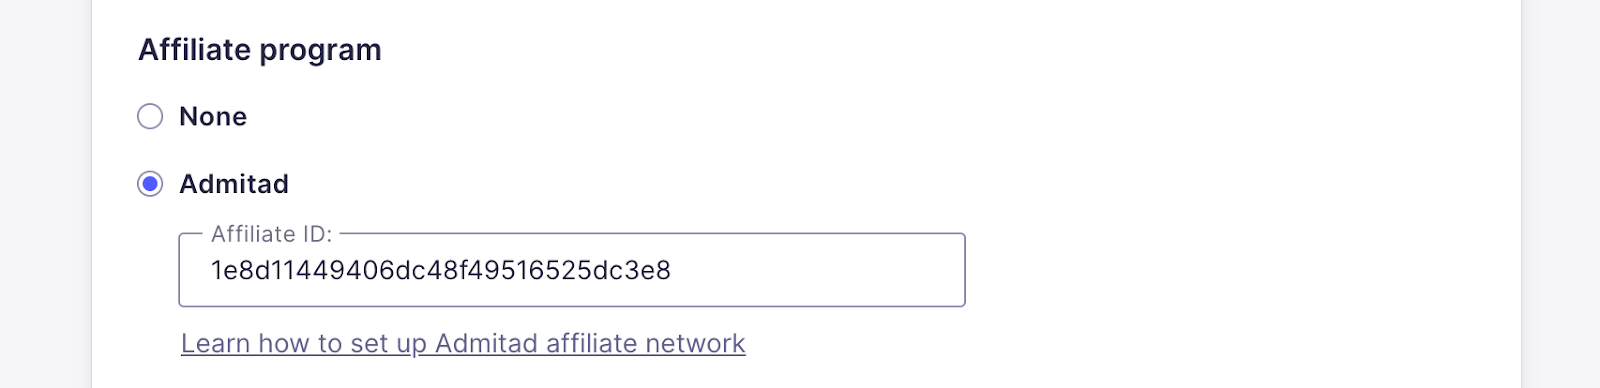 Affiliate program
None
Admitad
Affiliate ID:
1e8d11449406dc48f49516525dc3e8
Learn how to set up Admitad affiliate network